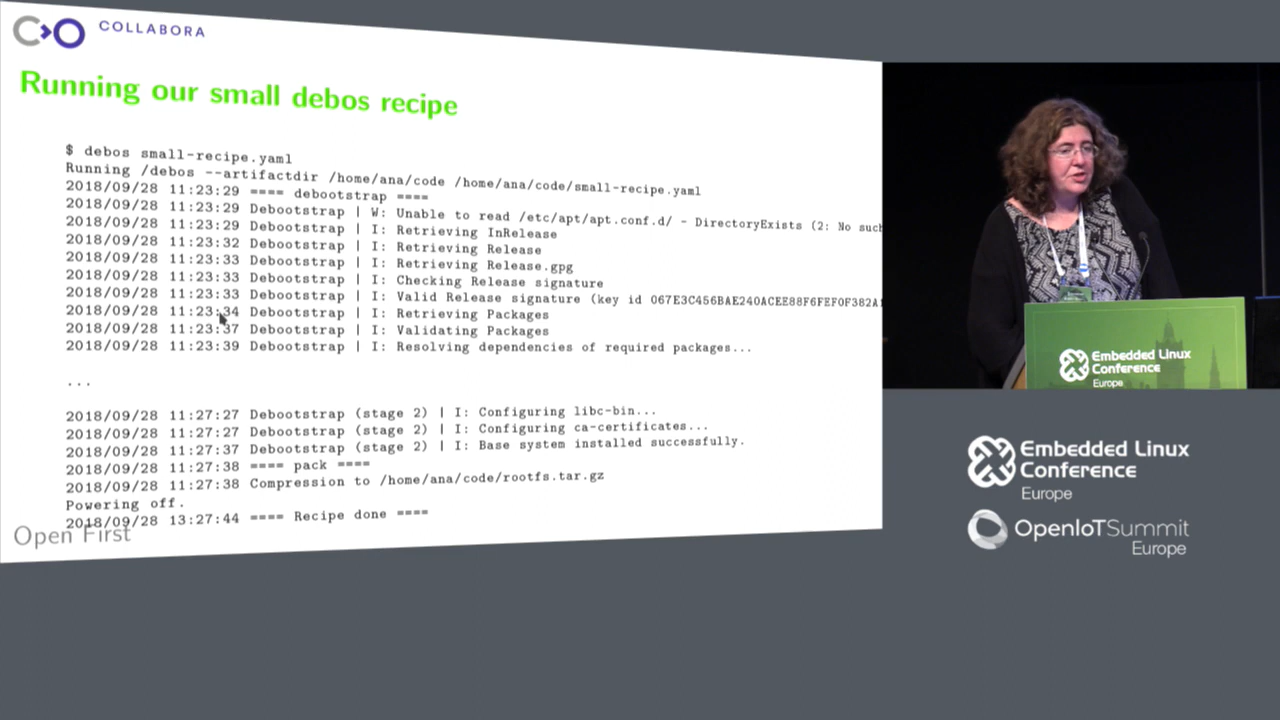 COLLABORA
Running our small debos recipe
$ debos small-recipe.yaml
Running /debos --artifactdir /home/ana/code /home/ana/code/small-recipe.yaml
2018/09/28 11:23:29 ==== debootstrap ====
2018/09/28 11:23:29 Debootstrap | W: Unable to read /etc/apt/apt.conf.d/ - DirectoryExists (2: No such
2018/09/28 11:23:29 Debootstrap | I: Retrieving InRelease
2018/09/28 11:23:32 Debootstrap | I: Retrieving Release
2018/09/28 11:23:33 Debootstrap | I: Retrieving Release.gpg
2018/09/28 11:23:33 Debootstrap | I: Checking Release signature
2018/09/28 11:23:33 Debootstrap | I: Valid Release signature (key id 067E3C456BAE240ACEE88F6FEF0F382A1
2018/09/28 11:23:34 Debootstrap | I: Retrieving Packages
2018/09/28 11:23:37 Debootstrap | I: Validating Packages
2018/09/28 11:23:39 Debootstrap | I: Resolving dependencies of required packages...
...
2018/09/28 11:27:27 Debootstrap (stage 2) | I: Configuring libc-bin...
2018/09/28 11:27:27 Debootstrap (stage 2) | I: Configuring ca-certificates...
2018/09/28 11:27:37 Debootstrap (stage 2) | I: Base system installed successfully.
2018/09/28 11:27:38 ==== pack ====
2018/09/28 11:27:38 Compression to /home/ana/code/rootfs.tar.gz
Powering off.
2018/09/28 13:27:44 ==== Recipe done ====
Open First
Embedded Linux
Conference
Europe
Embedded Linux
Conference
Europe
OpenIoTSummit
Europe